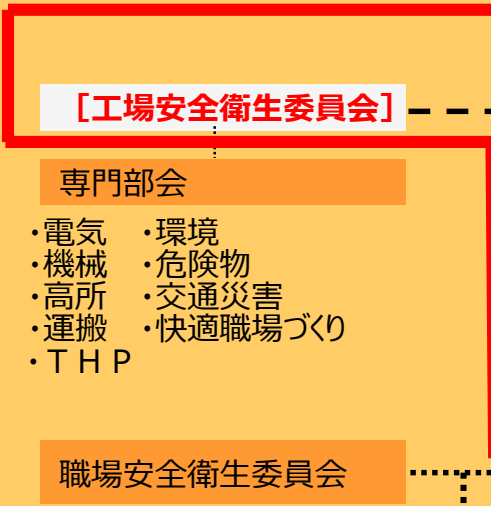 ［工場安全衛生委員会］
専門部会
・電気　・環境
・機械　・危険物
・高所　・交通災害
・運搬　・快適職場づくり
・ＴＨＰ
職場安全衛生委員会